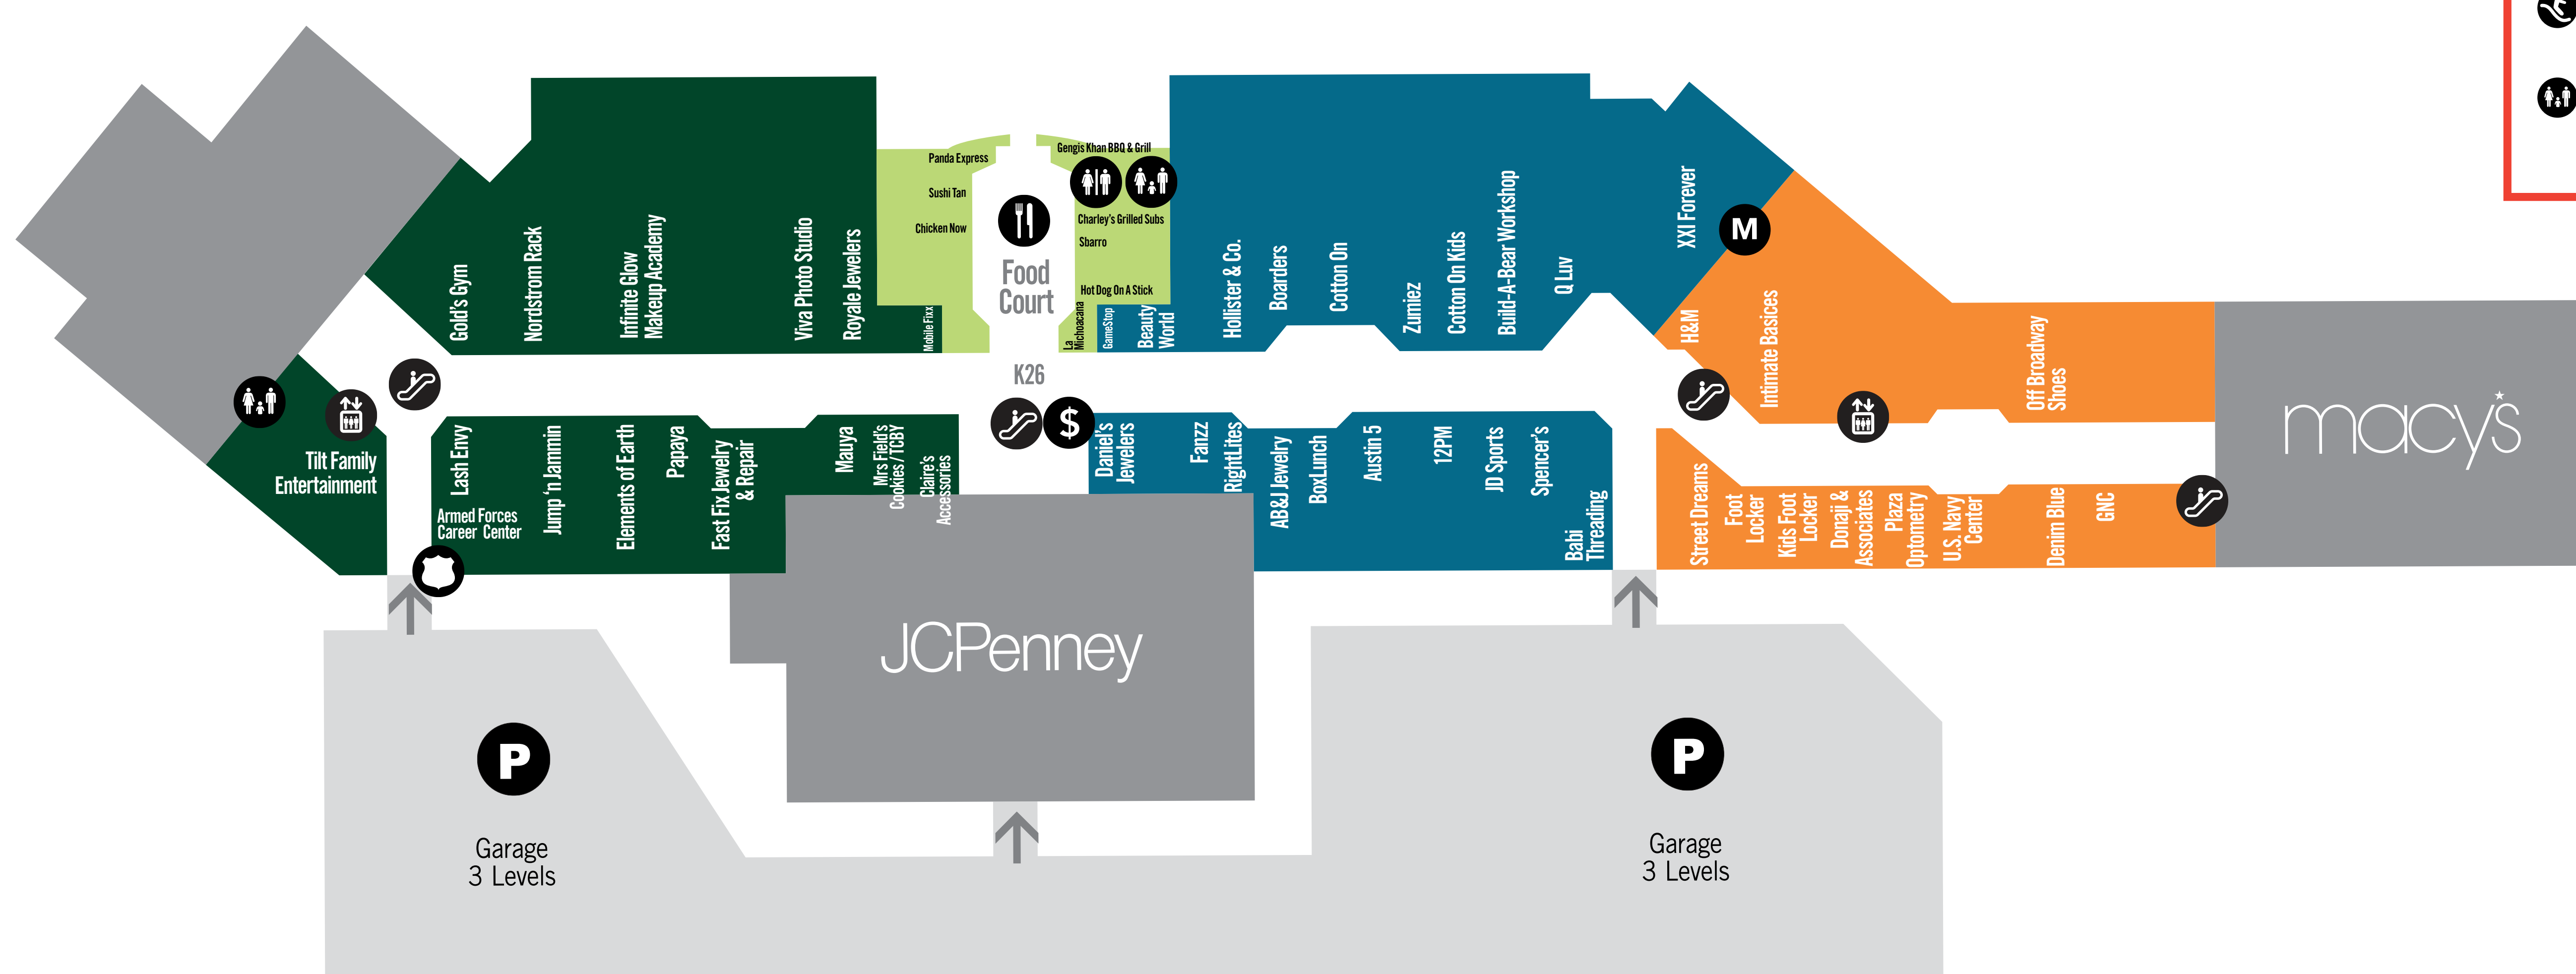 Gold's Gym
Nordstrom Rack
Infinite Glow
Makeup Academy
Viva Photo Studio
Royale Jewelers
Mobile Fixx
Panda Express
Sushi Tan
Chicken Now
Food
Court
Gengis Khan BBQ & Grill
Charley's Grilled Subs
Sbarro
Hot Dog On A Stick
La
Michoacana
GameStop
Beauty
World
Hollister & Co.
Boarders
Cotton On
Zumiez
Cotton On Kids
Build-A-Bear Workshop
Q Luv
XXI Forever
M
H&M
Intimate Basices
Off Broadway
Shoes
macy's
K26
$
Tilt Family
Entertainment
Lash Envy
Armed Forces
Career Center
Jump 'n Jammin
Elements of Earth
Papaya
Fast Fix Jewelry
& Repair
Mauya
Mrs Field's
Cookies / TCBY
Claire's
Accessories
Daniel's
Jewelers
Fanzz
RightLites
AB&J Jewelry
BoxLunch
Austin 5
12PM
JD Sports
Spencer's
Babi
Threading
Street Dreams
Foot
Locker
Kids Foot
Locker
Donaji &
Associates
Plaza
Optometry
U.S. Navy
Center
Denim Blue
GNC
JCPenney
P
Garage
3 Levels
P
Garage
3 Levels